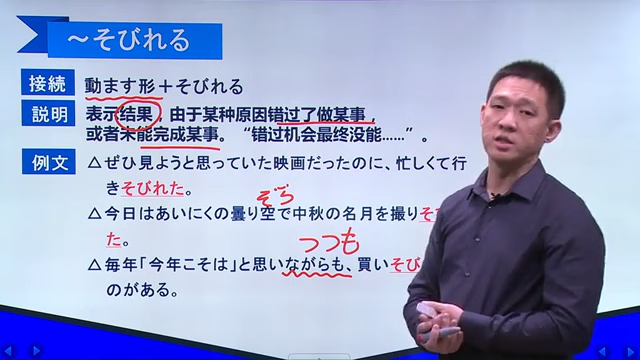 ～そびれる
接続 動ます形＋そびれる
説明 表示结果，由于某种原因错过了做某事，
或者未能完成某事。“错过机会最终没能……”。
例文 △ぜひ見ようと思っていた映画だったのに、忙しくて行
きそびれた。
ぞら
△今日はあいにくの曇り空で中秋の名月を撮りそ
た。
つつも
△毎年「今年こそは」と思いながらも、買いそび
のがある。